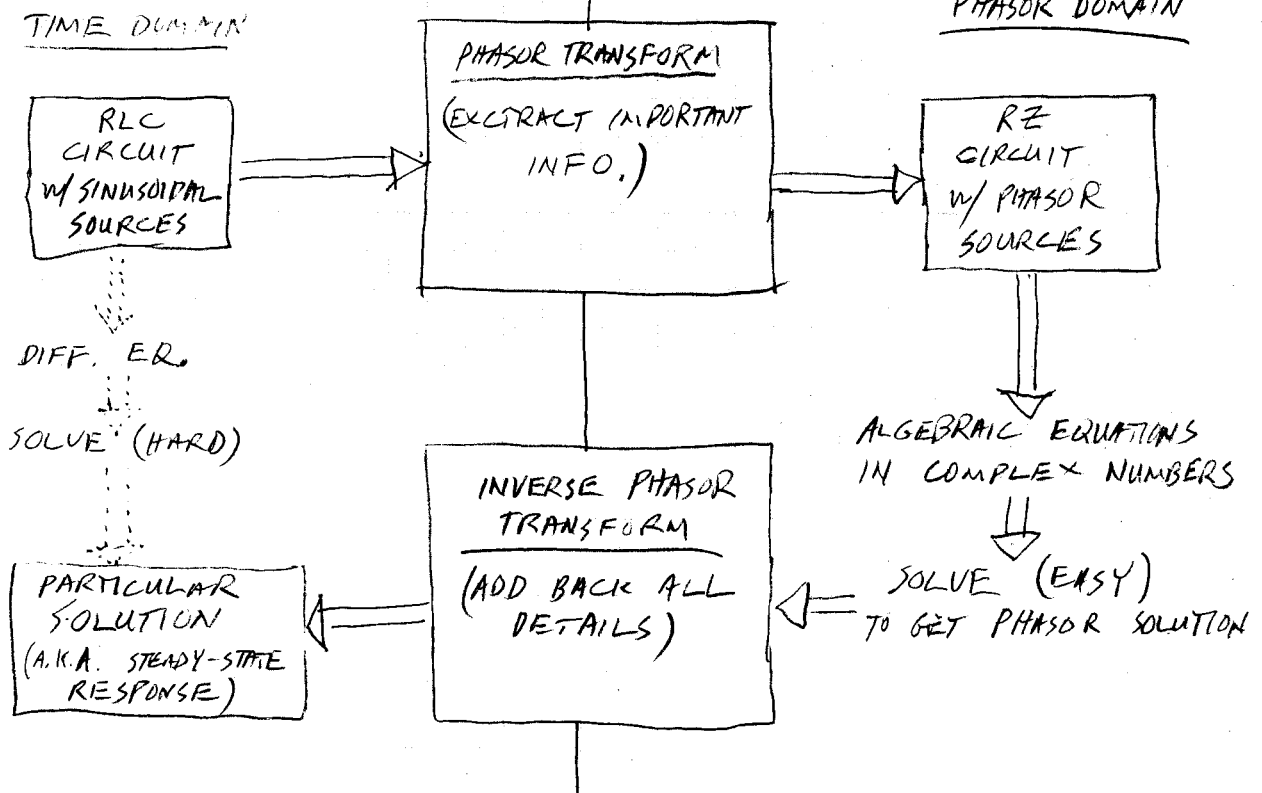 TIME DOMAIN
PHASOR DOMAIN
PHASOR TRANSFORM
(EXCTRACT IMPORTANT
INFO.)
RLC
CIRCUIT
W/ SINUSOIDAL
SOURCES
RZ
CIRCUIT
W/ PHASOR
SOURCES
DIFF. EQ.
SOLVE (HARD)
ALGEBRAIC EQUATIONS
IN COMPLEX NUMBERS
INVERSE PHASOR
TRANSFORM
(ADD BACK ALL
DETAILS)
SOLVE (EASY)
TO GET PHASOR SOLUTION
PARTICULAR
SOLUTION
(A.K.A. STEADY-STATE
RESPONSE)